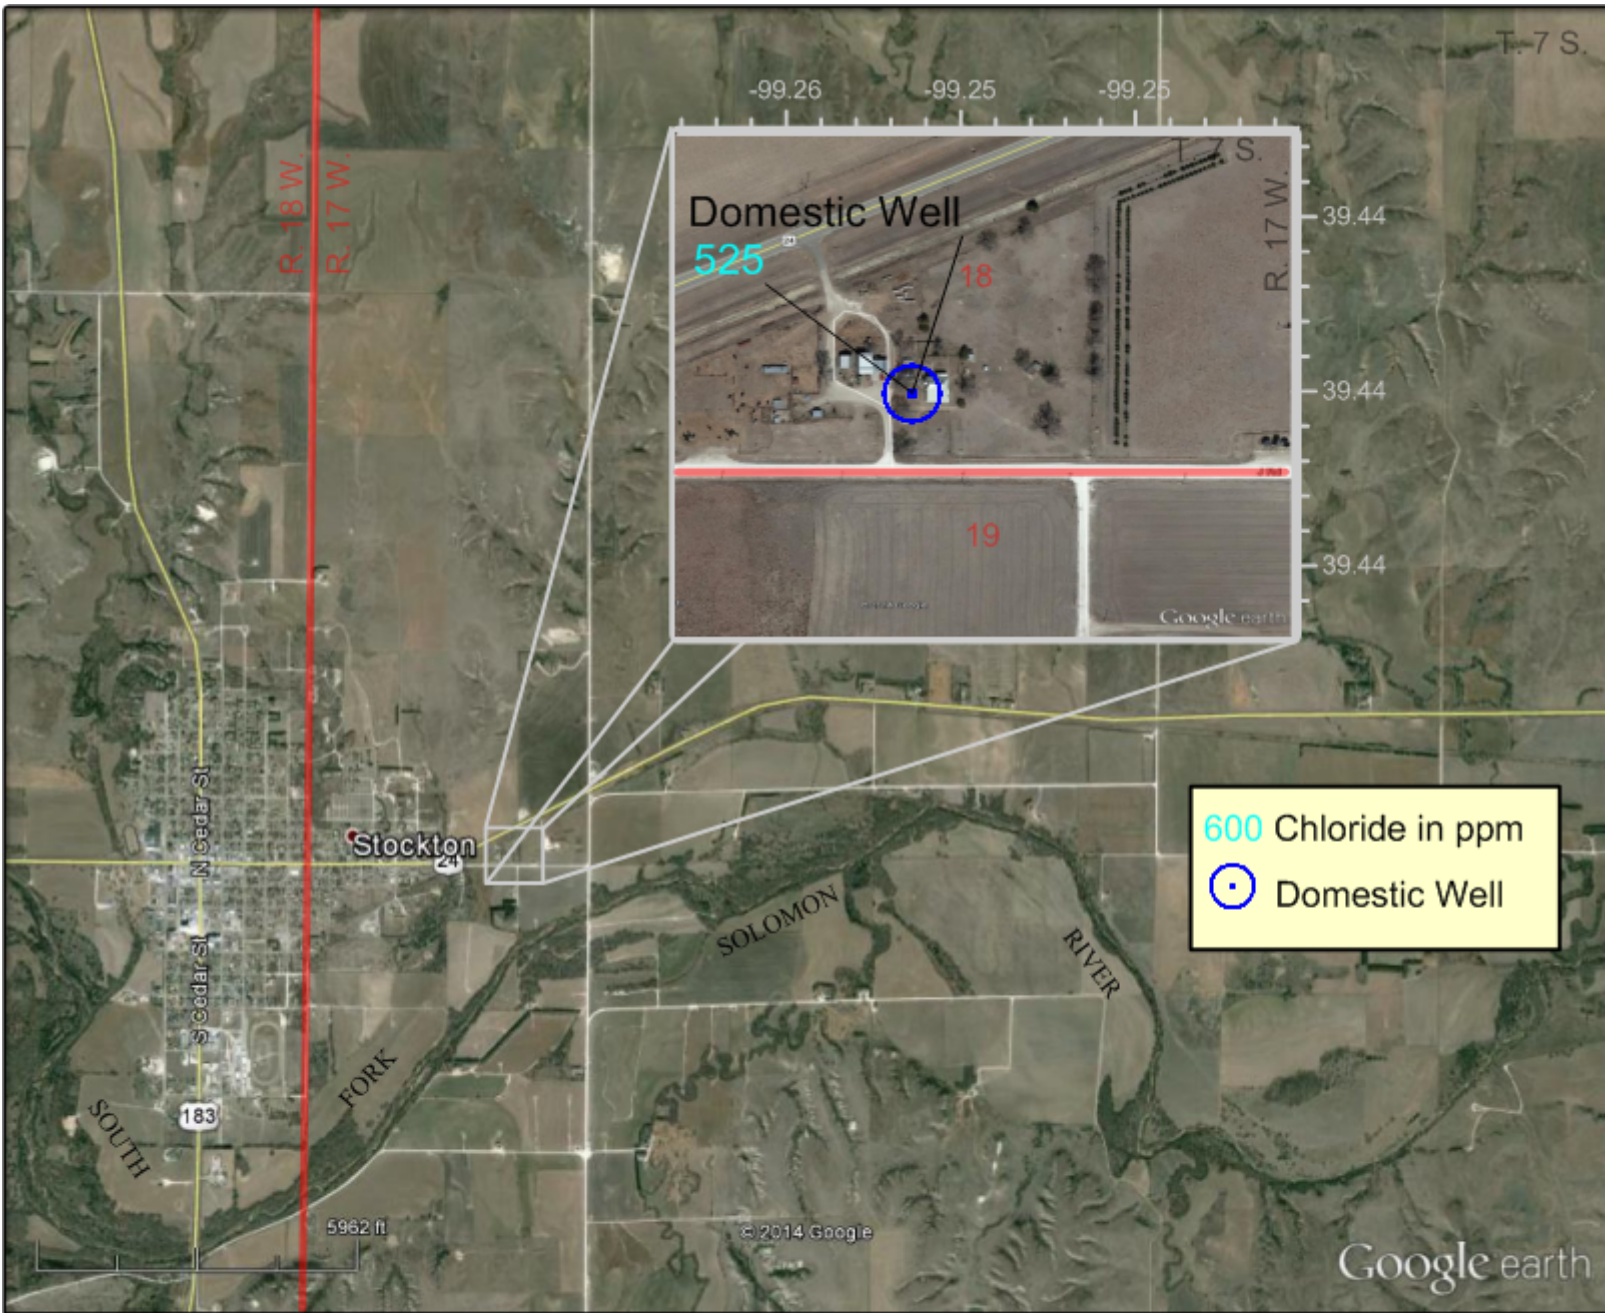 T. 7 S.
-99.26
-99.25
-99.25
R. 18 W.
R. 17 W.
T. 7 S.
R. 17 W.
Domestic Well
525
24
18
39.44
39.44
J Rd
19
39.44
Google earth
Stockton
24
N Cedar St
S Cedar St
600 Chloride in ppm
Domestic Well
SOLOMON
RIVER
FORK
SOUTH
183
5962 ft
© 2014 Google
Google earth